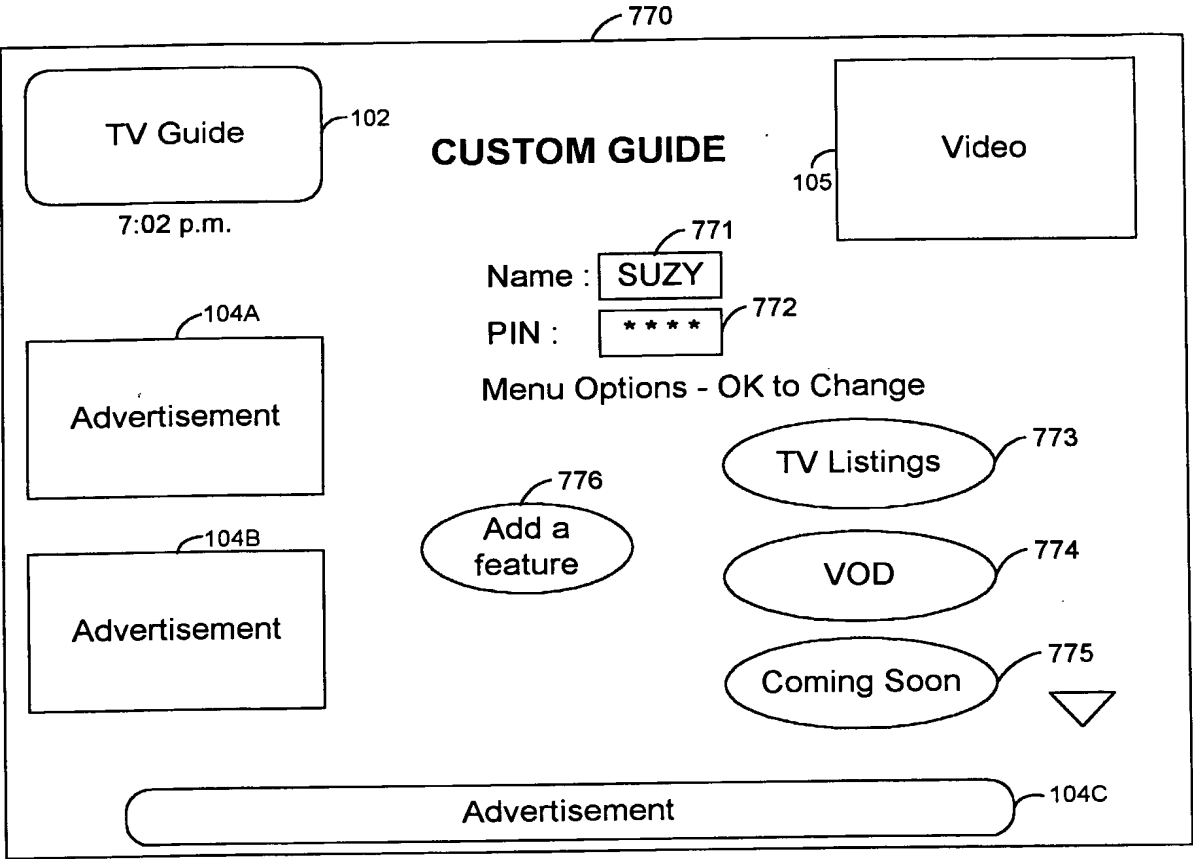 770
TV Guide
102
CUSTOM GUIDE
Video
105
7:02 p.m.
771
Name : SUZY
772
PIN : ****
104A
Advertisement
Menu Options - OK to Change
773
TV Listings
776
Add a
feature
104B
Advertisement
774
VOD
775
Coming Soon
Advertisement
104C